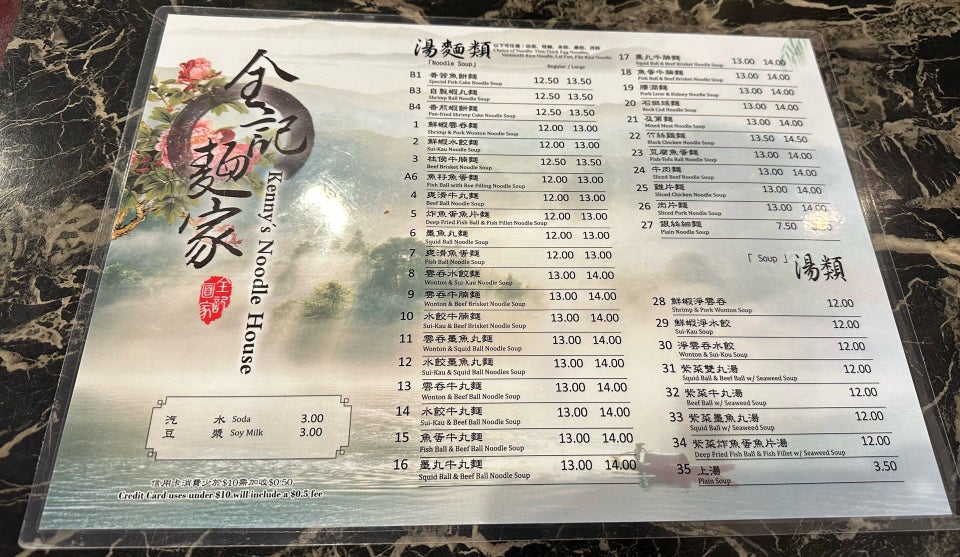 全記麵家
Kenny's Noodle House
全記麵家
汽水 Soda 3.00
豆漿 Soy Milk 3.00
信用卡消費少於$10需加收$0.50
Credit Card uses under $10 will include a $0.5 fee
湯麵類
「Noodle Soup」
Choice of Noodle: Thin/Thick Egg Noodles,
Vermicelli Rice Noodle, Lai Fun, Flat Rice Noodle
Regular / Large
B1 香茜魚餅麵 12.50 13.50
Special Fish Cake Noodle Soup
B3 自製蝦丸麵 12.50 13.50
Shrimp Ball Noodle Soup
B4 香煎蝦餅麵 12.50 13.50
Pan-fried Shrimp Cake Noodle Soup
1 鮮蝦雲吞麵 12.00 13.00
Shrimp & Pork Wonton Noodle Soup
2 鮮蝦水餃麵 12.00 13.00
Sui-Kau Noodle Soup
3 柱侯牛腩麵 12.50 13.50
Beef Brisket Noodle Soup
A6 魚籽魚蛋麵 12.00 13.00
Fish Ball with Roe Filling Noodle Soup
4 爽滑牛丸麵 12.00 13.00
Beef Ball Noodle Soup
5 炸魚蛋魚片麵 12.00 13.00
Deep Fried Fish Ball & Fish Fillet Noodle Soup
6 墨魚丸麵 12.00 13.00
Squid Ball Noodle Soup
7 爽滑魚蛋麵 12.00 13.00
Fish Ball Noodle Soup
8 雲吞水餃麵 13.00 14.00
Wonton & Sui-Kau Noodle Soup
9 雲吞牛腩麵 13.00 14.00
Wonton & Beef Brisket Noodle Soup
10 水餃牛腩麵 13.00 14.00
Sui-Kau & Beef Brisket Noodle Soup
11 雲吞墨魚丸麵 13.00 14.00
Wonton & Squid Ball Noodle Soup
12 水餃墨魚丸麵 13.00 14.00
Sui-Kau & Squid Ball Noodles Soup
13 雲吞牛丸麵 13.00 14.00
Wonton & Beef Ball Noodle Soup
14 水餃牛丸麵 13.00 14.00
Sui-Kau & Beef Ball Noodle Soup
15 魚蛋牛丸麵 13.00 14.00
Fish Ball & Beef Ball Noodle Soup
16 墨丸牛丸麵 13.00 14.00
Squid Ball & Beef Ball Noodle Soup
17 墨丸牛腩麵 13.00 14.00
Squid Ball & Beef Brisket Noodle Soup
18 魚蛋牛腩麵 13.00 14.00
Fish Ball & Beef Brisket Noodle Soup
19 腰潤麵 13.00 14.00
Pork Liver & Kidney Noodle Soup
20 石斑球麵 13.00 14.00
Rock Cod Noodle Soup
21 及第麵 13.00 14.00
Mixed Meat Noodle Soup
22 竹絲雞麵 13.50 14.50
Black Chicken Noodle Soup
23 豆腐魚蛋麵 13.00 14.00
Fish-Tofu Ball Noodle Soup
24 牛肉麵 13.00 14.00
Sliced Beef Noodle Soup
25 雞片麵 13.00 14.00
Sliced Chicken Noodle Soup
26 肉片麵 13.00 14.00
Sliced Pork Noodle Soup
27 銀絲細麵 7.50
Plain Noodle Soup
「Soup」湯類
28 鮮蝦淨雲吞 12.00
Shrimp & Pork Wonton Soup
29 鮮蝦淨水餃 12.00
Sui-Kau Soup
30 淨雲吞水餃 12.00
Wonton & Sui-Kou Soup
31 紫菜雙丸湯 12.00
Squid Ball & Beef Ball w/ Seaweed Soup
32 紫菜牛丸湯 12.00
Beef Ball w/ Seaweed Soup
33 紫菜墨魚丸湯 12.00
Squid Ball w/ Seaweed Soup
34 紫菜炸魚蛋魚片湯 12.00
Deep Fried Fish Ball & Fish Fillet w/ Seaweed Soup
35 上湯 3.50
Plain Soup